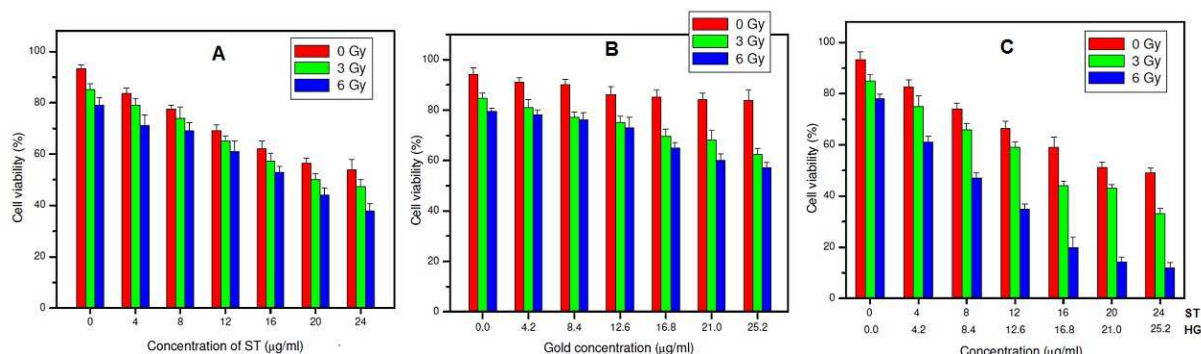 A
0 Gy
3 Gy
6 Gy
Cell viability (%)
100
80
60
40
20
0
0 4 8 12 16 20 24
Concentration of ST (µg/ml)
B
0 Gy
3 Gy
6 Gy
Cell viability (%)
100
80
60
40
20
0
0.0 4.2 8.4 12.6 16.8 21.0 25.2
Gold concentration (µg/ml)
C
0 Gy
3 Gy
6 Gy
Cell viability (%)
100
80
60
40
20
0
0 4 8 12 16 20 24 ST
0.0 4.2 8.4 12.6 16.8 21.0 25.2 HG
Concentration (µg/ml)